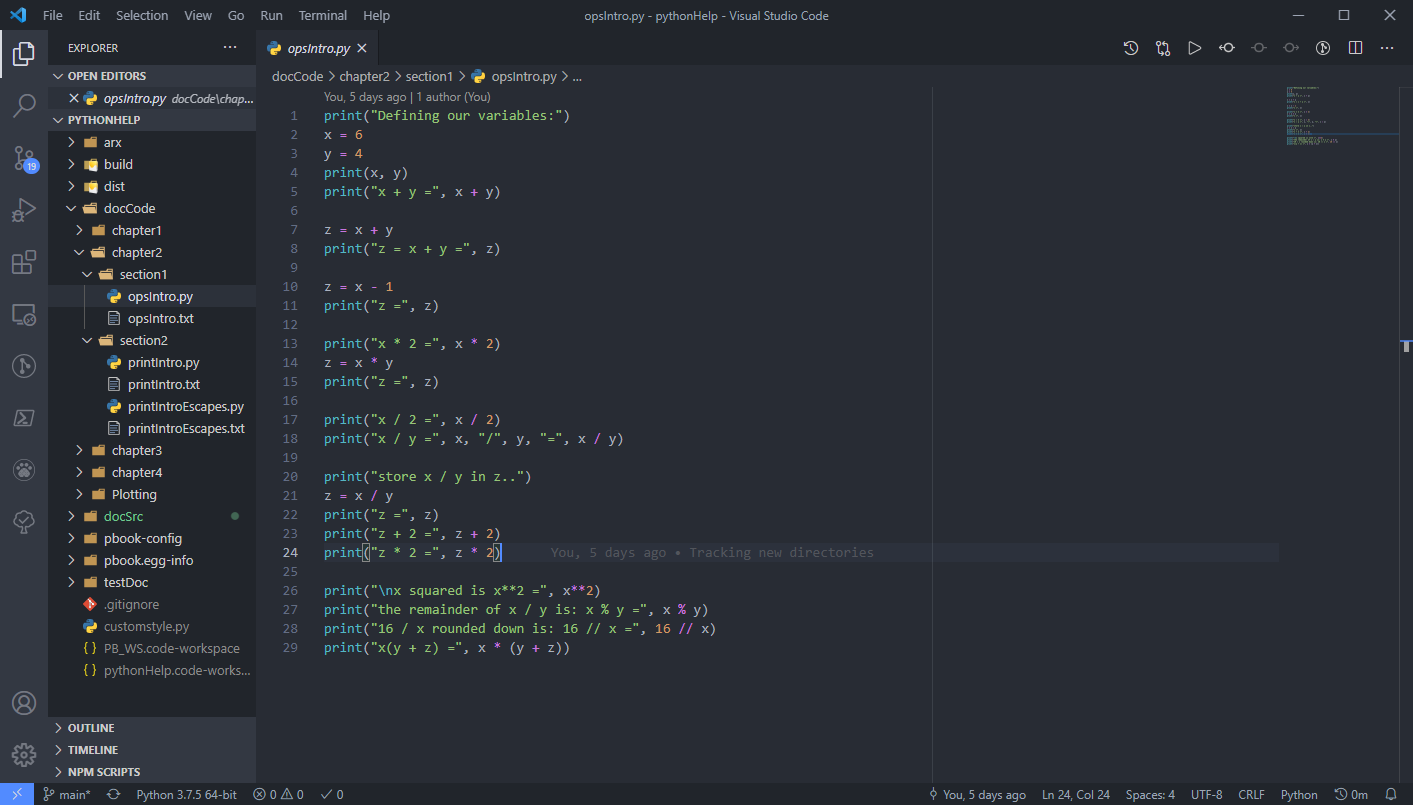 File Edit Selection View Go Run Terminal Help opsIntro.py - pythonHelp - Visual Studio Code
EXPLORER
OPEN EDITORS
opsIntro.py docCode\chap...
PYTHONHELP
arx
build
dist
docCode
chapter1
chapter2
section1
opsIntro.py
opsIntro.txt
section2
printIntro.py
printIntro.txt
printIntroEscapes.py
printIntroEscapes.txt
chapter3
chapter4
Plotting
docSrc
pbook-config
pbook.egg-info
testDoc
.gitignore
customstyle.py
PB_WS.code-workspace
pythonHelp.code-works...
OUTLINE
TIMELINE
NPM SCRIPTS
19
opsIntro.py
docCode > chapter2 > section1 > opsIntro.py > ...
You, 5 days ago | 1 author (You)
1 print("Defining our variables:")
2 x = 6
3 y = 4
4 print(x, y)
5 print("x + y =", x + y)
6
7 z = x + y
8 print("z = x + y =", z)
9
10 z = x - 1
11 print("z =", z)
12
13 print("x * 2 =", x * 2)
14 z = x * y
15 print("z =", z)
16
17 print("x / 2 =", x / 2)
18 print("x / y =", x, "/", y, "=", x / y)
19
20 print("store x / y in z..")
21 z = x / y
22 print("z =", z)
23 print("z + 2 =", z + 2)
24 print("z * 2 =", z * 2) You, 5 days ago • Tracking new directories
25
26 print("\nx squared is x**2 =", x**2)
27 print("the remainder of x / y is: x % y =", x % y)
28 print("16 / x rounded down is: 16 // x =", 16 // x)
29 print("x(y + z) =", x * (y + z))
main* Python 3.7.5 64-bit 0 0 0 You, 5 days ago Ln 24, Col 24 Spaces: 4 UTF-8 CRLF Python 0m